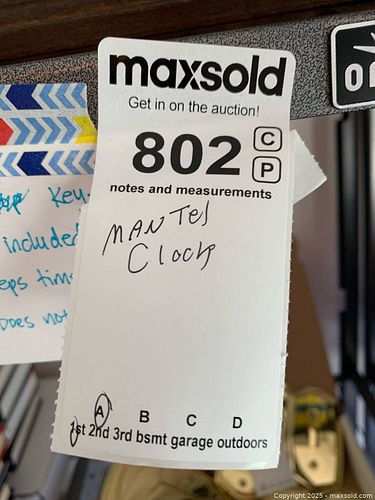 maxsold
Get in on the auction!
802 C
P
notes and measurements
MANTel
Clock
Key
included
eps tim
Does not
A B C D
1st 2nd 3rd bsmt garage outdoors
Copyright © 2025 - maxsold.com